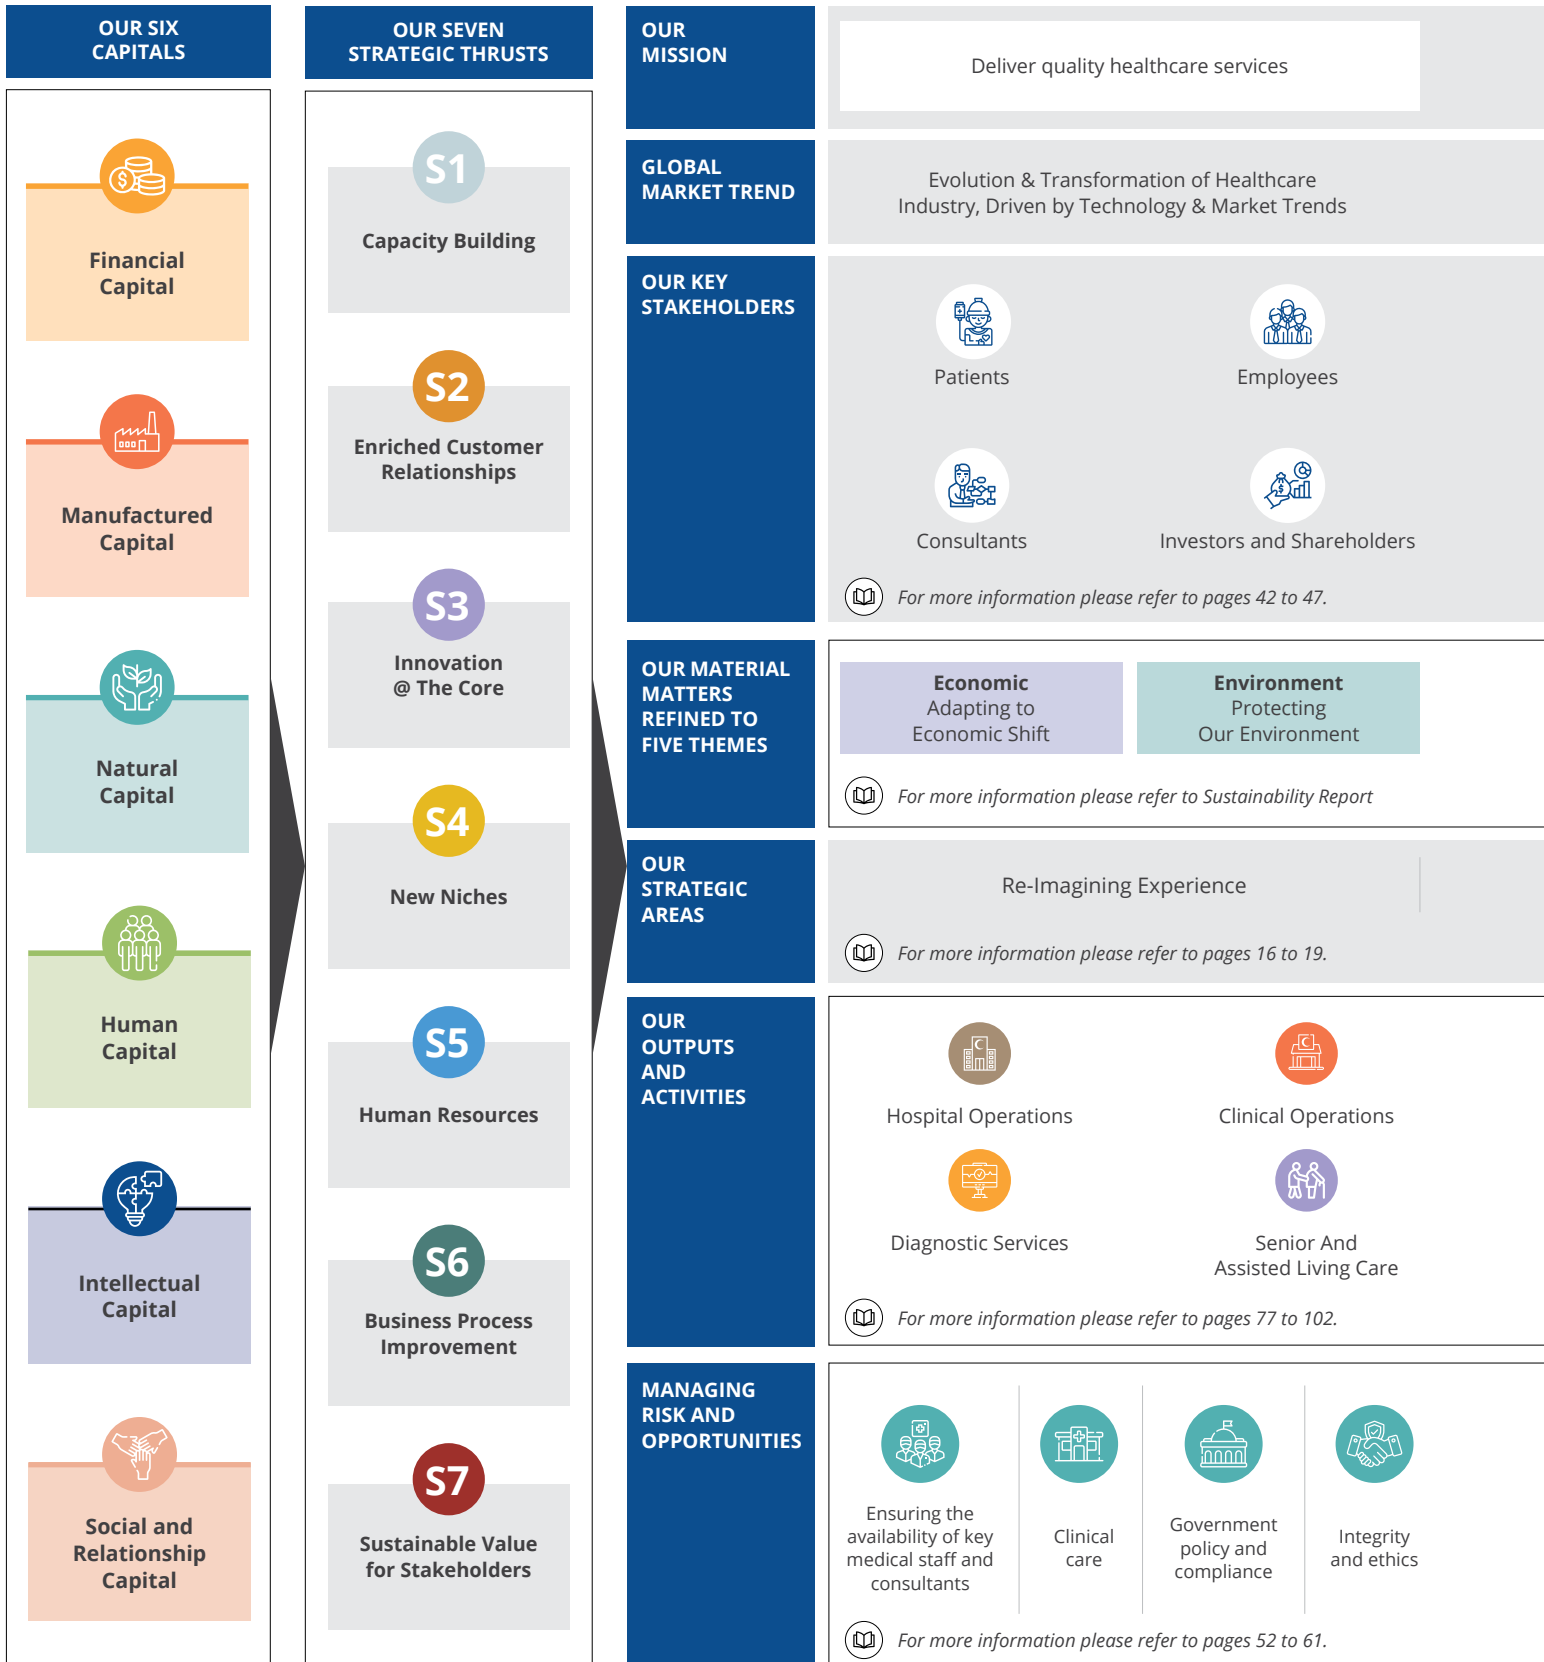 OUR SIX
CAPITALS
Financial
Capital
Manufactured
Capital
Natural
Capital
Human
Capital
Intellectual
Capital
Social and
Relationship
Capital
OUR SEVEN
STRATEGIC THRUSTS
S1
Capacity Building
S2
Enriched Customer
Relationships
S3
Innovation
@ The Core
S4
New Niches
S5
Human Resources
S6
Business Process
Improvement
S7
Sustainable Value
for Stakeholders
OUR
MISSION
Deliver quality healthcare services
GLOBAL
MARKET TREND
Evolution & Transformation of Healthcare
Industry, Driven by Technology & Market Trends
OUR KEY
STAKEHOLDERS
Patients
Employees
Consultants
Investors and Shareholders
For more information please refer to pages 42 to 47.
OUR MATERIAL
MATTERS
REFINED TO
FIVE THEMES
Economic
Adapting to
Economic Shift
Environment
Protecting
Our Environment
For more information please refer to Sustainability Report
OUR
STRATEGIC
AREAS
Re-Imagining Experience
For more information please refer to pages 16 to 19.
OUR
OUTPUTS
AND
ACTIVITIES
Hospital Operations
Clinical Operations
Diagnostic Services
Senior And
Assisted Living Care
For more information please refer to pages 77 to 102.
MANAGING
RISK AND
OPPORTUNITIES
Ensuring the
availability of key
medical staff and
consultants
Clinical
care
Government
policy and
compliance
Integrity
and ethics
For more information please refer to pages 52 to 61.